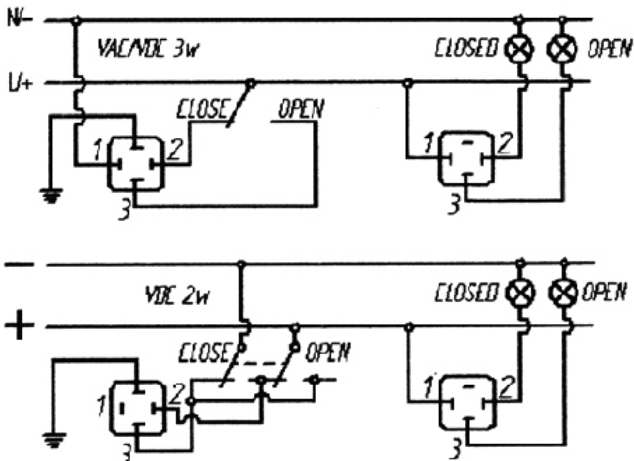 N/-
VAC/VDC 3w
CLOSED
OPEN
L/+
CLOSE
OPEN
1
2
3
1
2
3
−
VDC 2w
CLOSED
OPEN
+
CLOSE
OPEN
1
2
3
1
2
3